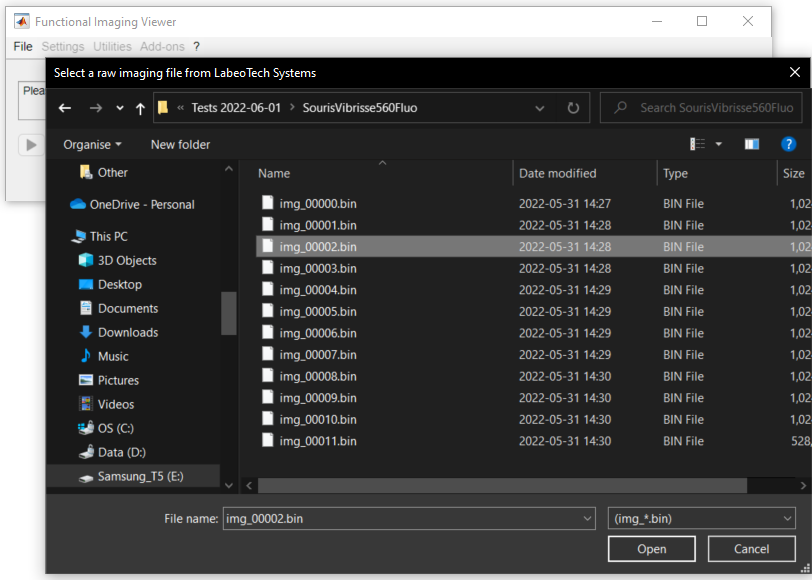 Functional Imaging Viewer
File Settings Utilities Add-ons ?
Select a raw imaging file from LabeoTech Systems
« Tests 2022-06-01 › SourisVibrisse560Fluo
Search SourisVibrisse560Fluo
Organise New folder
Other
OneDrive - Personal
This PC
3D Objects
Desktop
Documents
Downloads
Music
Pictures
Videos
OS (C:)
Data (D:)
Samsung_T5 (E:)
Name Date modified Type Size
img_00000.bin 2022-05-31 14:27 BIN File 1,02
img_00001.bin 2022-05-31 14:28 BIN File 1,02
img_00002.bin 2022-05-31 14:28 BIN File 1,02
img_00003.bin 2022-05-31 14:28 BIN File 1,02
img_00004.bin 2022-05-31 14:29 BIN File 1,02
img_00005.bin 2022-05-31 14:29 BIN File 1,02
img_00006.bin 2022-05-31 14:29 BIN File 1,02
img_00007.bin 2022-05-31 14:29 BIN File 1,02
img_00008.bin 2022-05-31 14:30 BIN File 1,02
img_00009.bin 2022-05-31 14:30 BIN File 1,02
img_00010.bin 2022-05-31 14:30 BIN File 1,02
img_00011.bin 2022-05-31 14:30 BIN File 528,
File name: img_00002.bin (img_*.bin)
Open Cancel